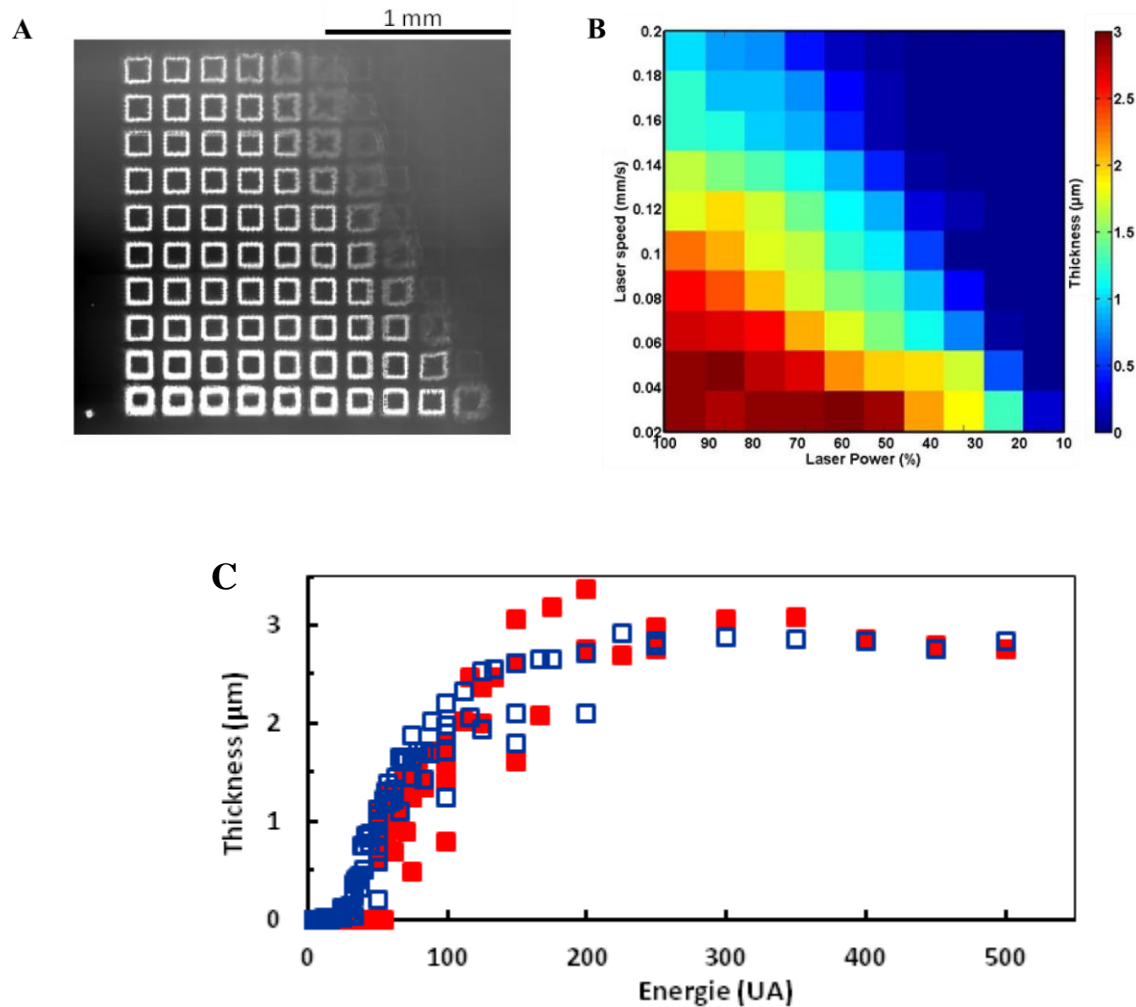 A
1 mm
B
0.2
0.18
0.16
0.14
0.12
0.1
0.08
0.06
0.04
0.02
Laser speed (mm/s)
100 90 80 70 60 50 40 30 20 10
Laser Power (%)
3
2.5
2
1.5
1
0.5
0
Thickness (µm)
C
3
2
1
0
Thickness (µm)
0 100 200 300 400 500
Energie (UA)